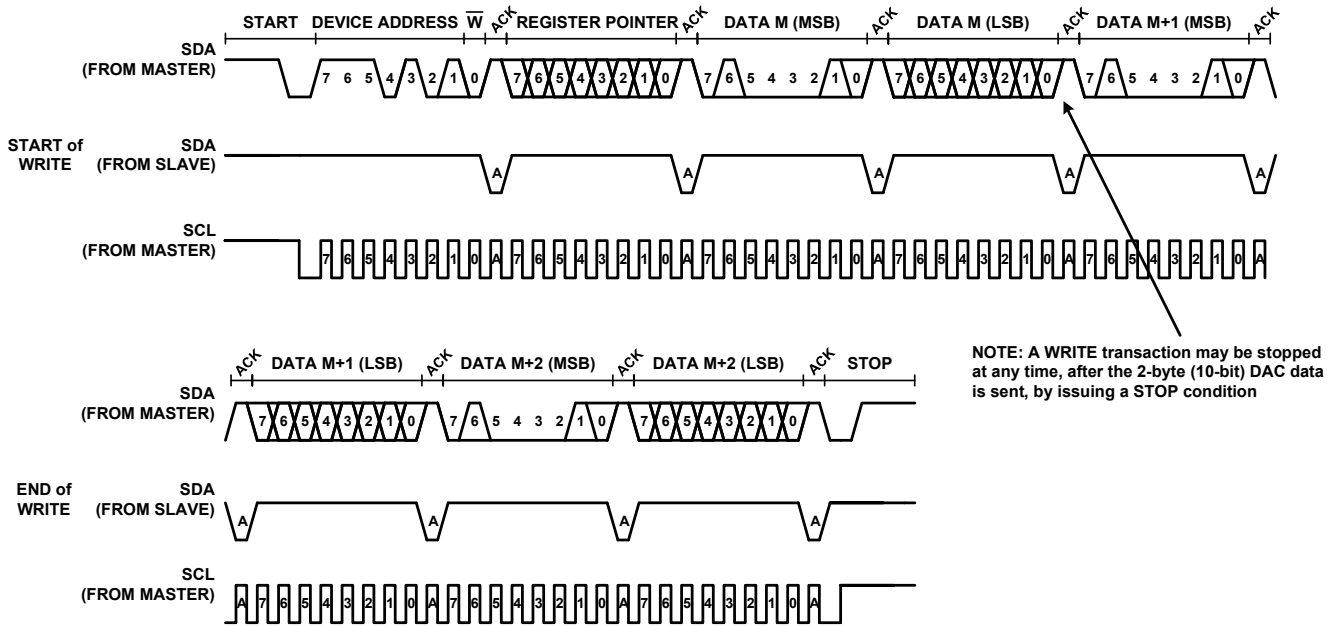 START DEVICE ADDRESS W ACK REGISTER POINTER ACK DATA M (MSB) ACK DATA M (LSB) ACK DATA M+1 (MSB) ACK
SDA
(FROM MASTER)
7 6 5 4 3 2 1 0 7 6 5 4 3 2 1 0 7 6 5 4 3 2 1 0 7 6 5 4 3 2 1 0 7 6 5 4 3 2 1 0
START of
WRITE
SDA
(FROM SLAVE)
A A A A A
SCL
(FROM MASTER)
7 6 5 4 3 2 1 0 A 7 6 5 4 3 2 1 0 A 7 6 5 4 3 2 1 0 A 7 6 5 4 3 2 1 0 A 7 6 5 4 3 2 1 0 A
NOTE: A WRITE transaction may be stopped
at any time, after the 2-byte (10-bit) DAC data
is sent, by issuing a STOP condition
ACK DATA M+1 (LSB) ACK DATA M+2 (MSB) ACK DATA M+2 (LSB) ACK STOP
SDA
(FROM MASTER)
7 6 5 4 3 2 1 0 7 6 5 4 3 2 1 0 7 6 5 4 3 2 1 0
END of
WRITE
SDA
(FROM SLAVE)
A A A A
SCL
(FROM MASTER)
A 7 6 5 4 3 2 1 0 A 7 6 5 4 3 2 1 0 A 7 6 5 4 3 2 1 0 A